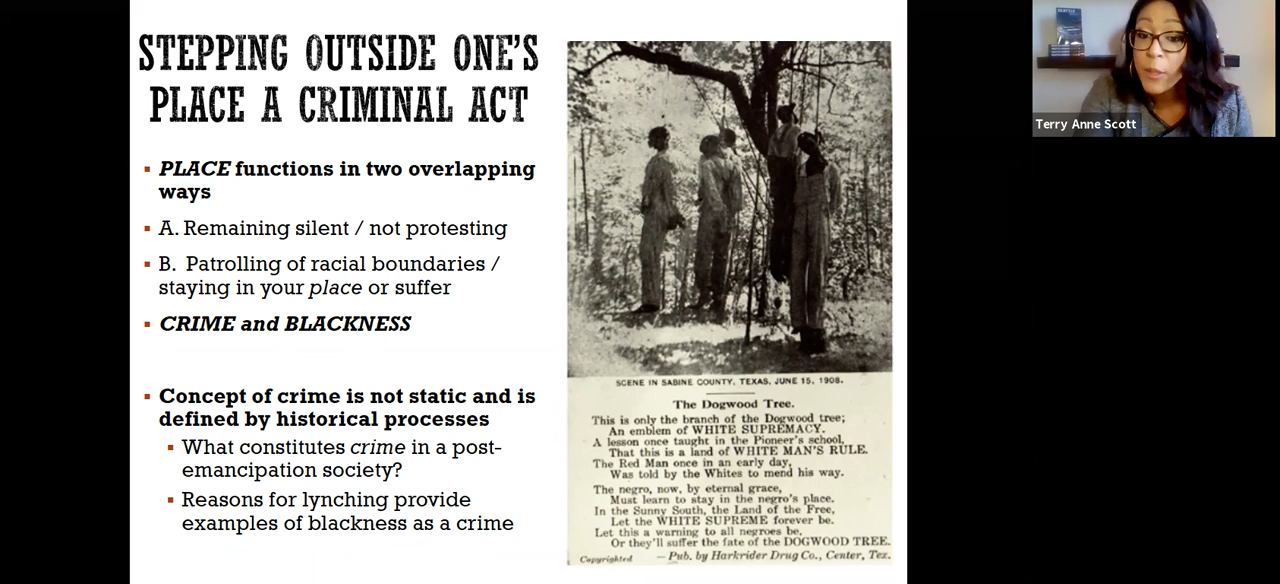 STEPPING OUTSIDE ONE'S
PLACE A CRIMINAL ACT
▪ PLACE functions in two overlapping
ways
▪ A. Remaining silent / not protesting
▪ B. Patrolling of racial boundaries /
staying in your place or suffer
▪ CRIME and BLACKNESS
▪ Concept of crime is not static and is
defined by historical processes
▪ What constitutes crime in a post-
emancipation society?
▪ Reasons for lynching provide
examples of blackness as a crime
SCENE IN SABINE COUNTY, TEXAS, JUNE 15, 1908.
The Dogwood Tree.
This is only the branch of the Dogwood tree;
An emblem of WHITE SUPREMACY.
A lesson once taught in the Pioneer's school,
That this is a land of WHITE MAN'S RULE.
The Red Man once in an early day,
Was told by the Whites to mend his way.
The negro, now, by eternal grace,
Must learn to stay in the negro's place.
In the Sunny South, the Land of the Free,
Let the WHITE SUPREME forever be.
Let this a warning to all negroes be,
Or they'll suffer the fate of the DOGWOOD TREE.
Copyrighted — Pub. by Harkrider Drug Co., Center, Tex.
Terry Anne Scott